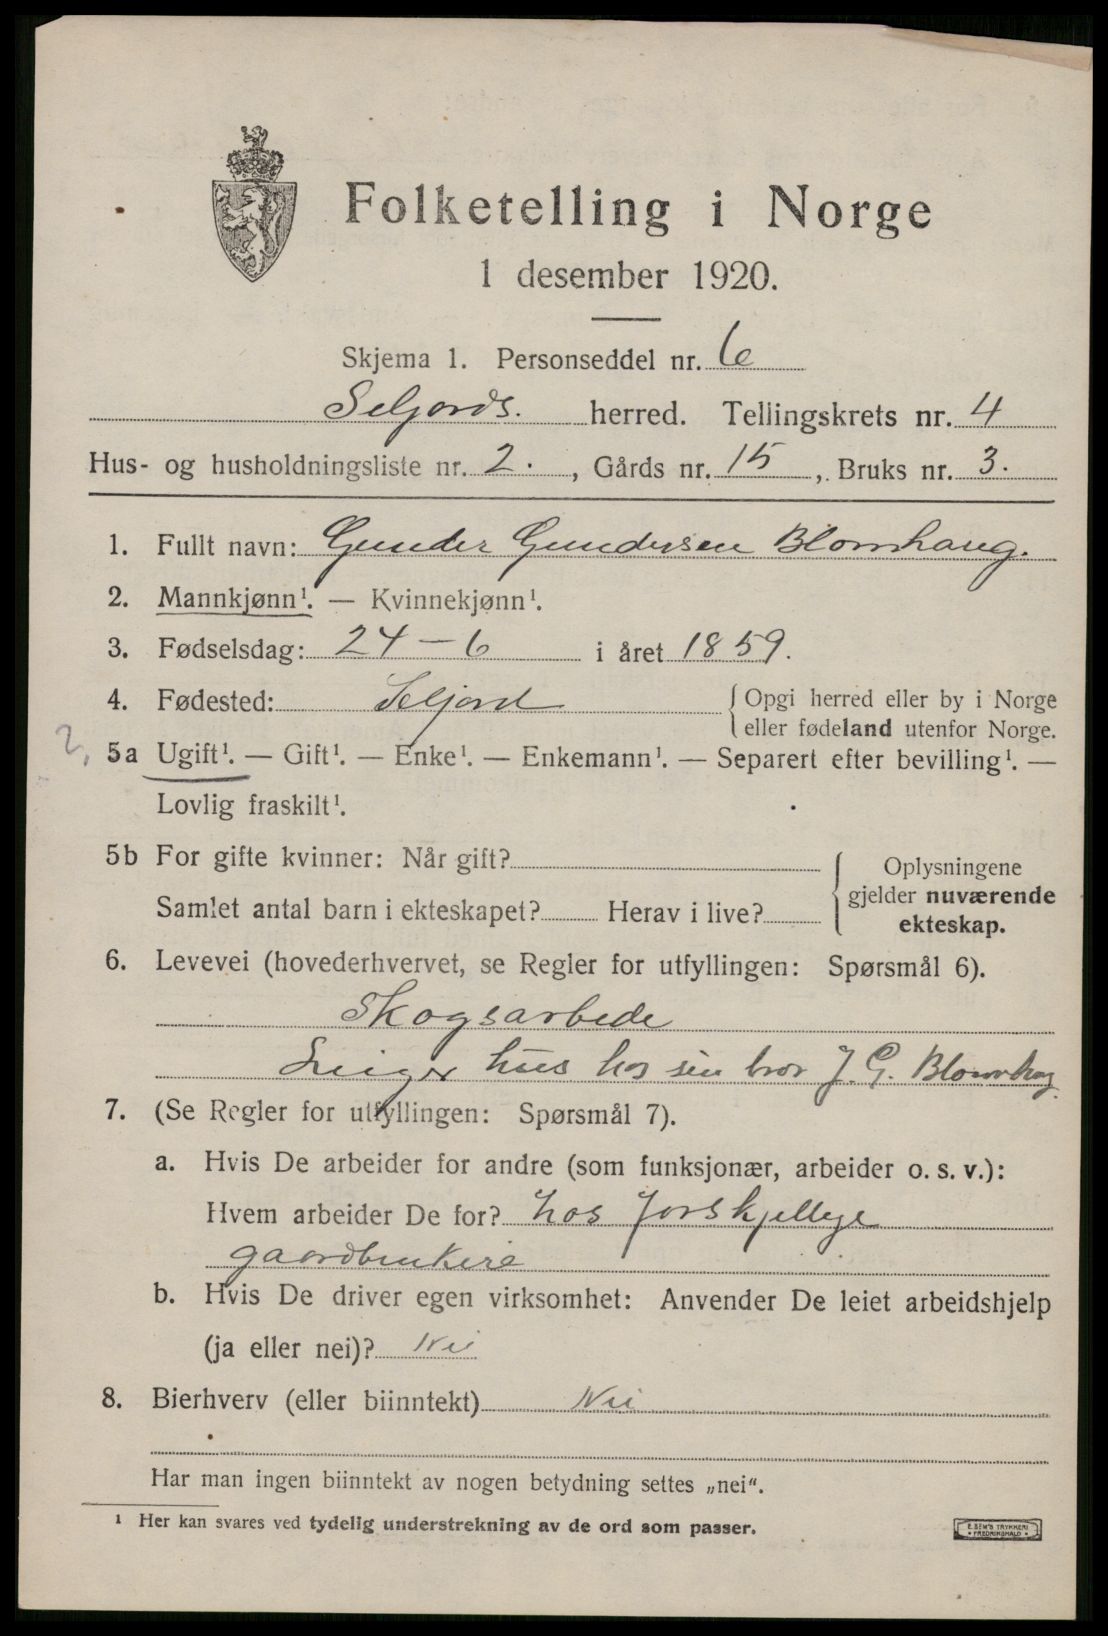 Folketelling i Norge
1 desember 1920.
Skjema 1. Personseddel nr. 6
Seljords. herred. Tellingskrets nr. 4
Hus- og husholdningsliste nr. 2. , Gårds nr. 15 , Bruks nr. 3.
1. Fullt navn: Gunder Gundersen Blomhaug.
2. Mannkjønn¹. — Kvinnekjønn¹.
3. Fødselsdag: 24 – 6 i året 1859.
4. Fødested: Seljord { Opgi herred eller by i Norge
eller fødeland utenfor Norge.
2, 5a Ugift¹. — Gift¹. — Enke¹. — Enkemann¹. — Separert efter bevilling¹. —
Lovlig fraskilt¹.
5b For gifte kvinner: Når gift?
Samlet antal barn i ekteskapet? Herav i live?
{ Oplysningene
gjelder nuværende
ekteskap.
6. Levevei (hovederhvervet, se Regler for utfyllingen: Spørsmål 6).
Skogsarbede
Leiger hus hos sin bror J. G. Blomhaug.
7. (Se Regler for utfyllingen: Spørsmål 7).
a. Hvis De arbeider for andre (som funksjonær, arbeider o. s. v.):
Hvem arbeider De for? hos forskjellige
gaardbrukere
b. Hvis De driver egen virksomhet: Anvender De leiet arbeidshjelp
(ja eller nei)? Nei
8. Bierhverv (eller biinntekt) Nei
Har man ingen biinntekt av nogen betydning settes „nei“.
¹ Her kan svares ved tydelig understrekning av de ord som passer.
E. SEM'S TRYKKERI
• FREDRIKSHALD •